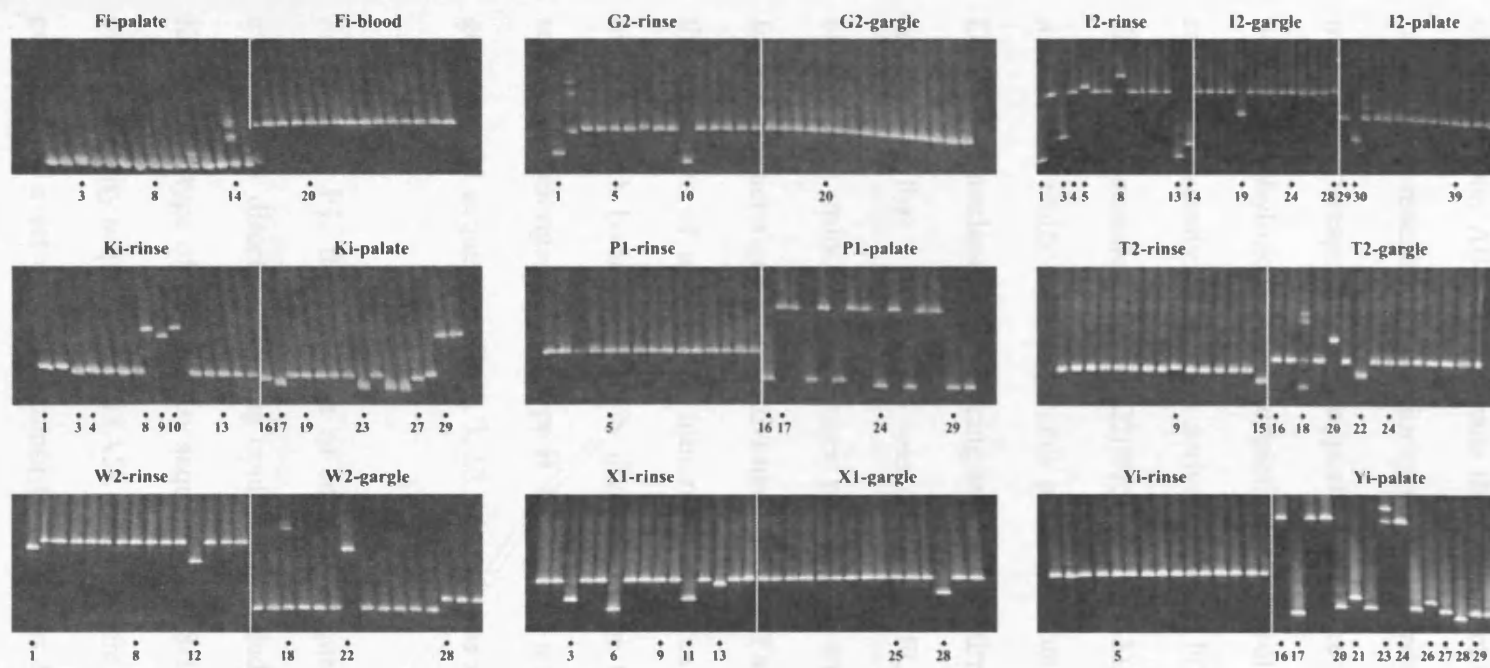 Fi-palate Fi-blood G2-rinse G2-gargle I2-rinse I2-gargle I2-palate
3 8 14 20 1 5 10 20 1 3 4 5 8 13 14 19 24 28 29 30 39
Ki-rinse Ki-palate P1-rinse P1-palate T2-rinse T2-gargle
1 3 4 8 9 10 13 16 17 19 23 27 29 5 16 17 24 29 9 15 16 18 20 22 24
W2-rinse W2-gargle X1-rinse X1-gargle Yi-rinse Yi-palate
1 8 12 18 22 28 3 6 9 11 13 25 28 5 16 17 20 21 23 24 26 27 28 29